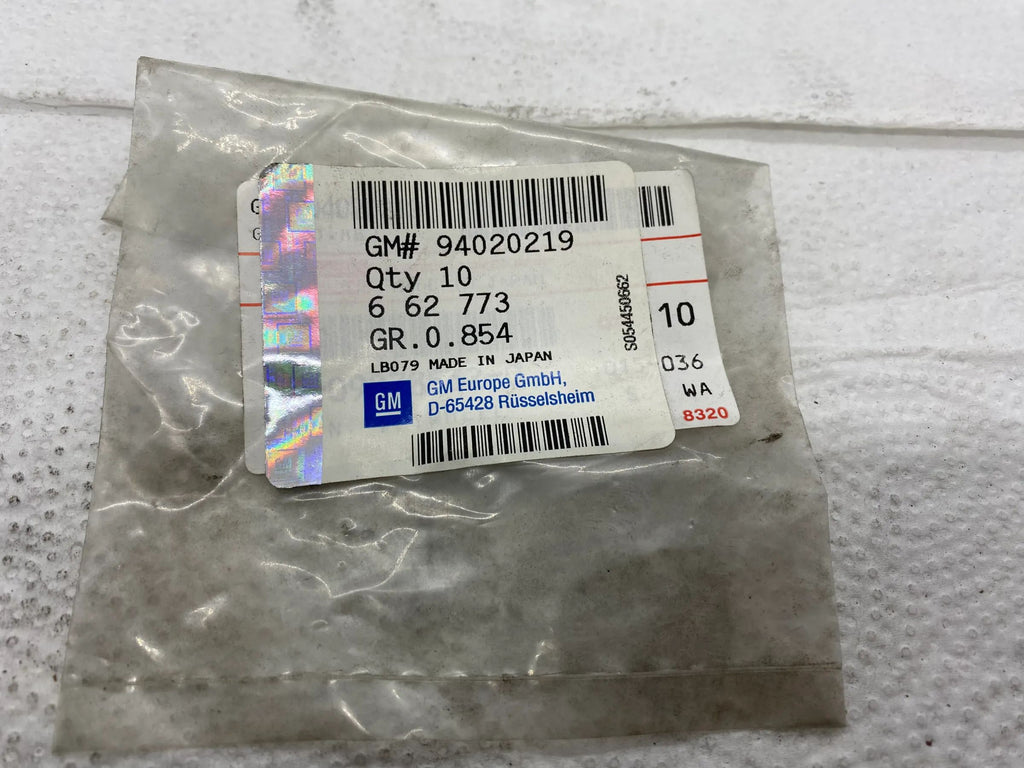 GM# 94020219
Qty 10
6 62 773
GR.0.854
LB079 MADE IN JAPAN
GM
GM Europe GmbH,
D-65428 Rüsselsheim
S054450662
10
036
WA
8320